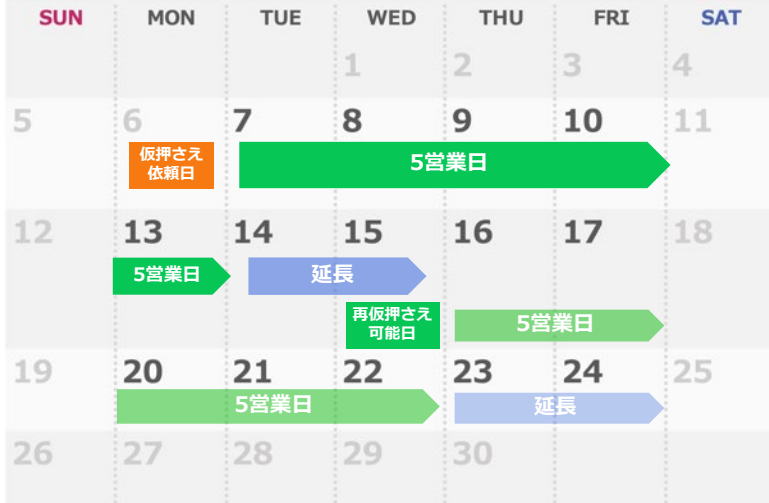 SUN MON TUE WED THU FRI SAT
1 2 3 4
5 6 7 8 9 10 11
仮押さえ
依頼日
5営業日
12 13 14 15 16 17 18
5営業日 延長
再仮押さえ
可能日
5営業日
19 20 21 22 23 24 25
5営業日 延長
26 27 28 29 30